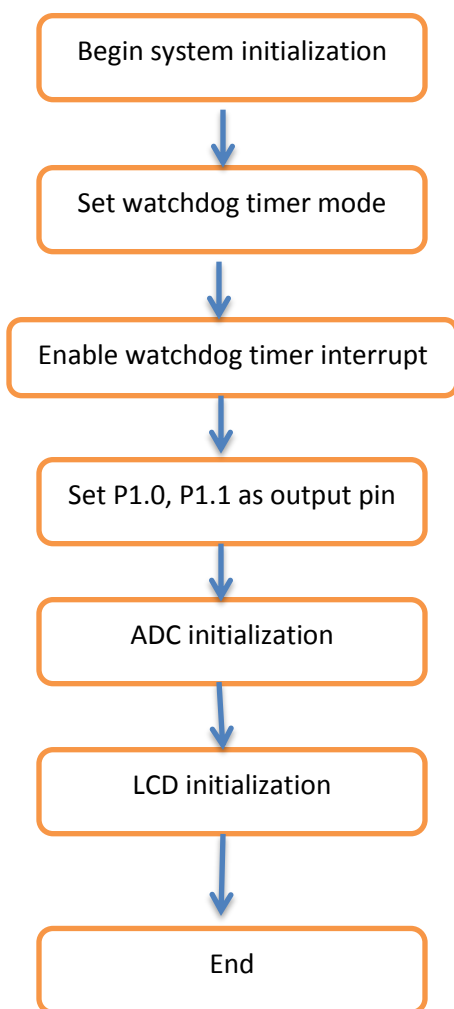 Begin system initialization
Set watchdog timer mode
Enable watchdog timer interrupt
Set P1.0, P1.1 as output pin
ADC initialization
LCD initialization
End